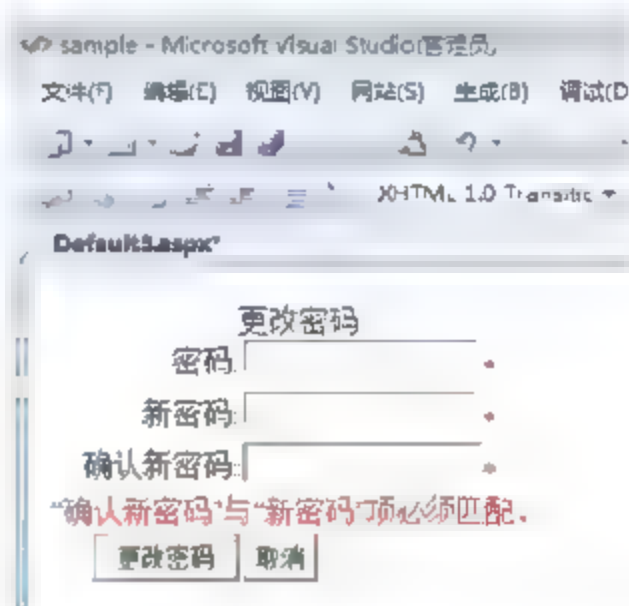 sample - Microsoft Visual Studio(管理员)
文件(F) 编辑(E) 视图(V) 网站(S) 生成(B) 调试(D
XHTML 1.0 Transitic
Default3.aspx*
更改密码
密码:
*
新密码:
*
确认新密码:
*
“确认新密码”与“新密码”项必须匹配。
更改密码 取消